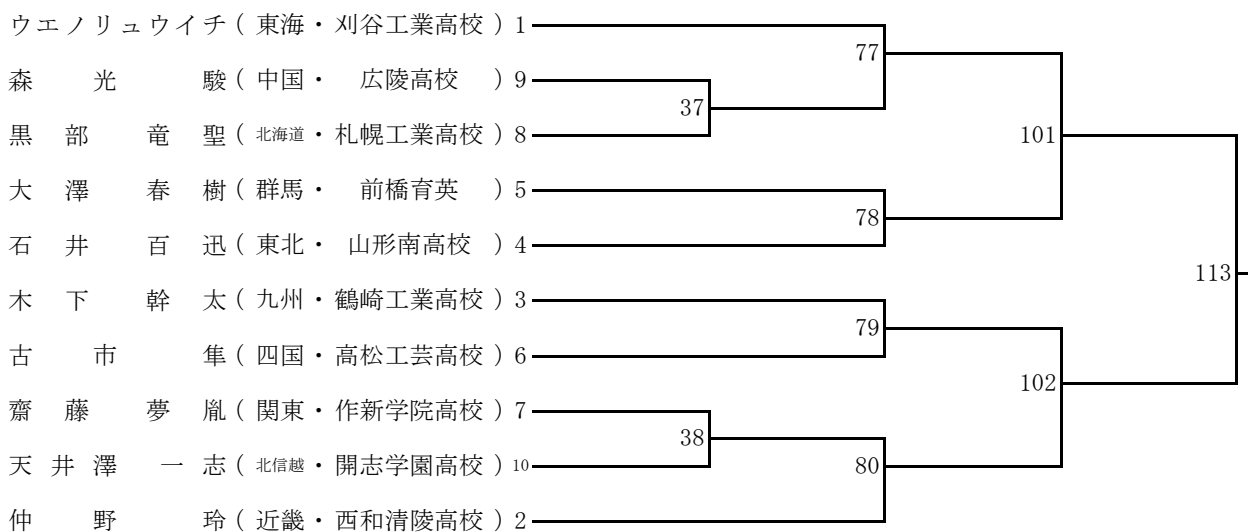 ウエノリュウイチ ( 東海・刈谷工業高校 ) 1
77
森光駿 ( 中国・広陵高校 ) 9
37
黒部竜聖 ( 北海道・札幌工業高校 ) 8
101
大澤春樹 ( 群馬・前橋育英 ) 5
78
石井百迅 ( 東北・山形南高校 ) 4
113
木下幹太 ( 九州・鶴崎工業高校 ) 3
79
古市隼 ( 四国・高松工芸高校 ) 6
102
齋藤夢胤 ( 関東・作新学院高校 ) 7
38
天井澤一志 ( 北信越・開志学園高校 ) 10
80
仲野玲 ( 近畿・西和清陵高校 ) 2